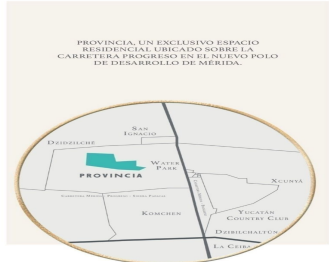 PROVINCIA, UN EXCLUSIVO ESPACIO
RESIDENCIAL UBICADO SOBRE LA
CARRETERA PROGRESO EN EL NUEVO POLO
DE DESARROLLO DE MÉRIDA.
SAN
IGNACIO
DZIDZILCHÉ
WATER
PARK
PROVINCIA
XCUNYÁ
KOMCHEN
YUCATÁN
COUNTRY CLUB
DZIBILCHALTÚN
LA CEIBA